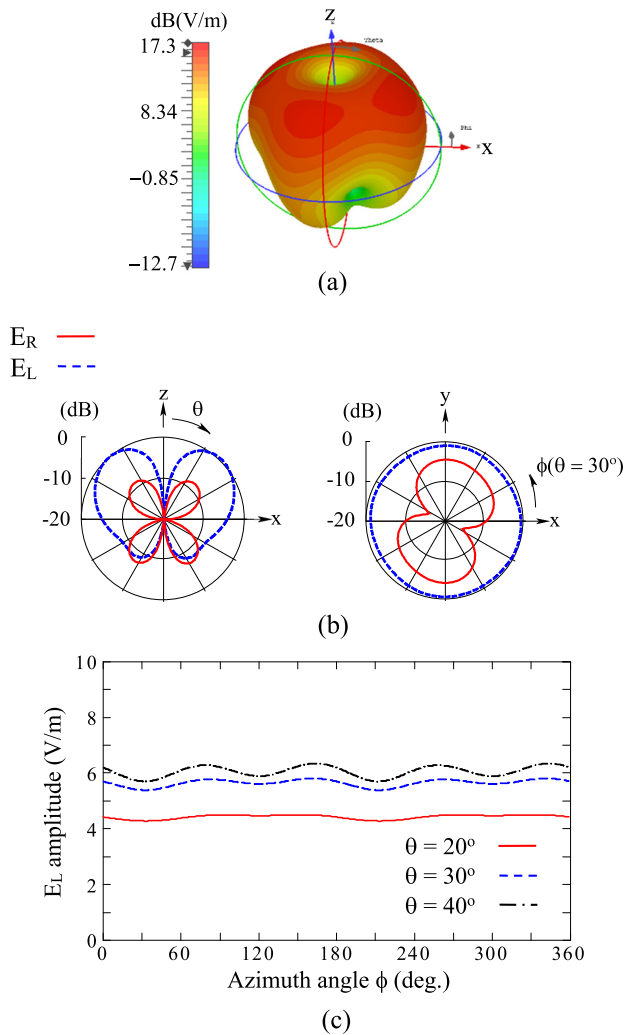 dB(V/m)
17.3
8.34
−0.85
−12.7
Z
z
Theta
Phi
x X
(a)
E_R
E_L
(dB)
0
-10
-20
z
θ
x
(dB)
0
-10
-20
y
ϕ(θ = 30°)
x
(b)
E_L amplitude (V/m)
10
8
6
4
2
0
0 60 120 180 240 300 360
θ = 20°
θ = 30°
θ = 40°
Azimuth angle ϕ (deg.)
(c)